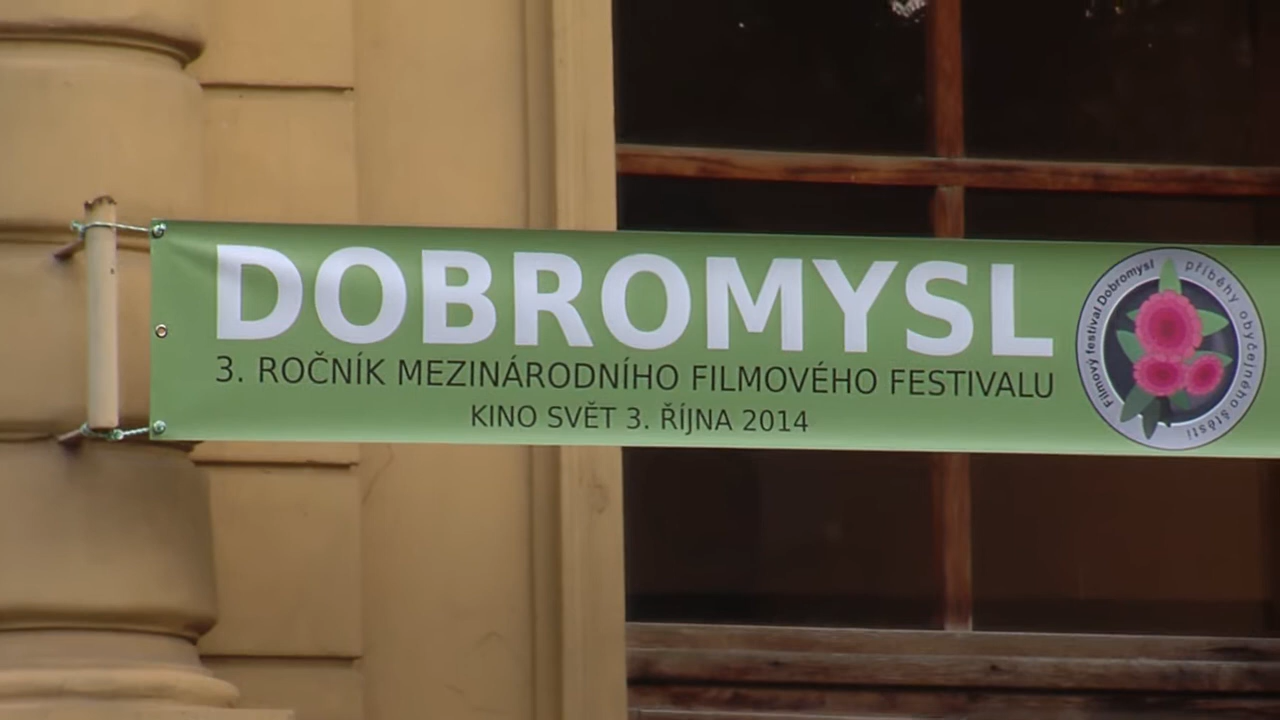 DOBROMYSL
3. ROČNÍK MEZINÁRODNÍHO FILMOVÉHO FESTIVALU
KINO SVĚT 3. ŘÍJNA 2014
Filmový festival Dobromysl
příběhy obyčejného štěstí